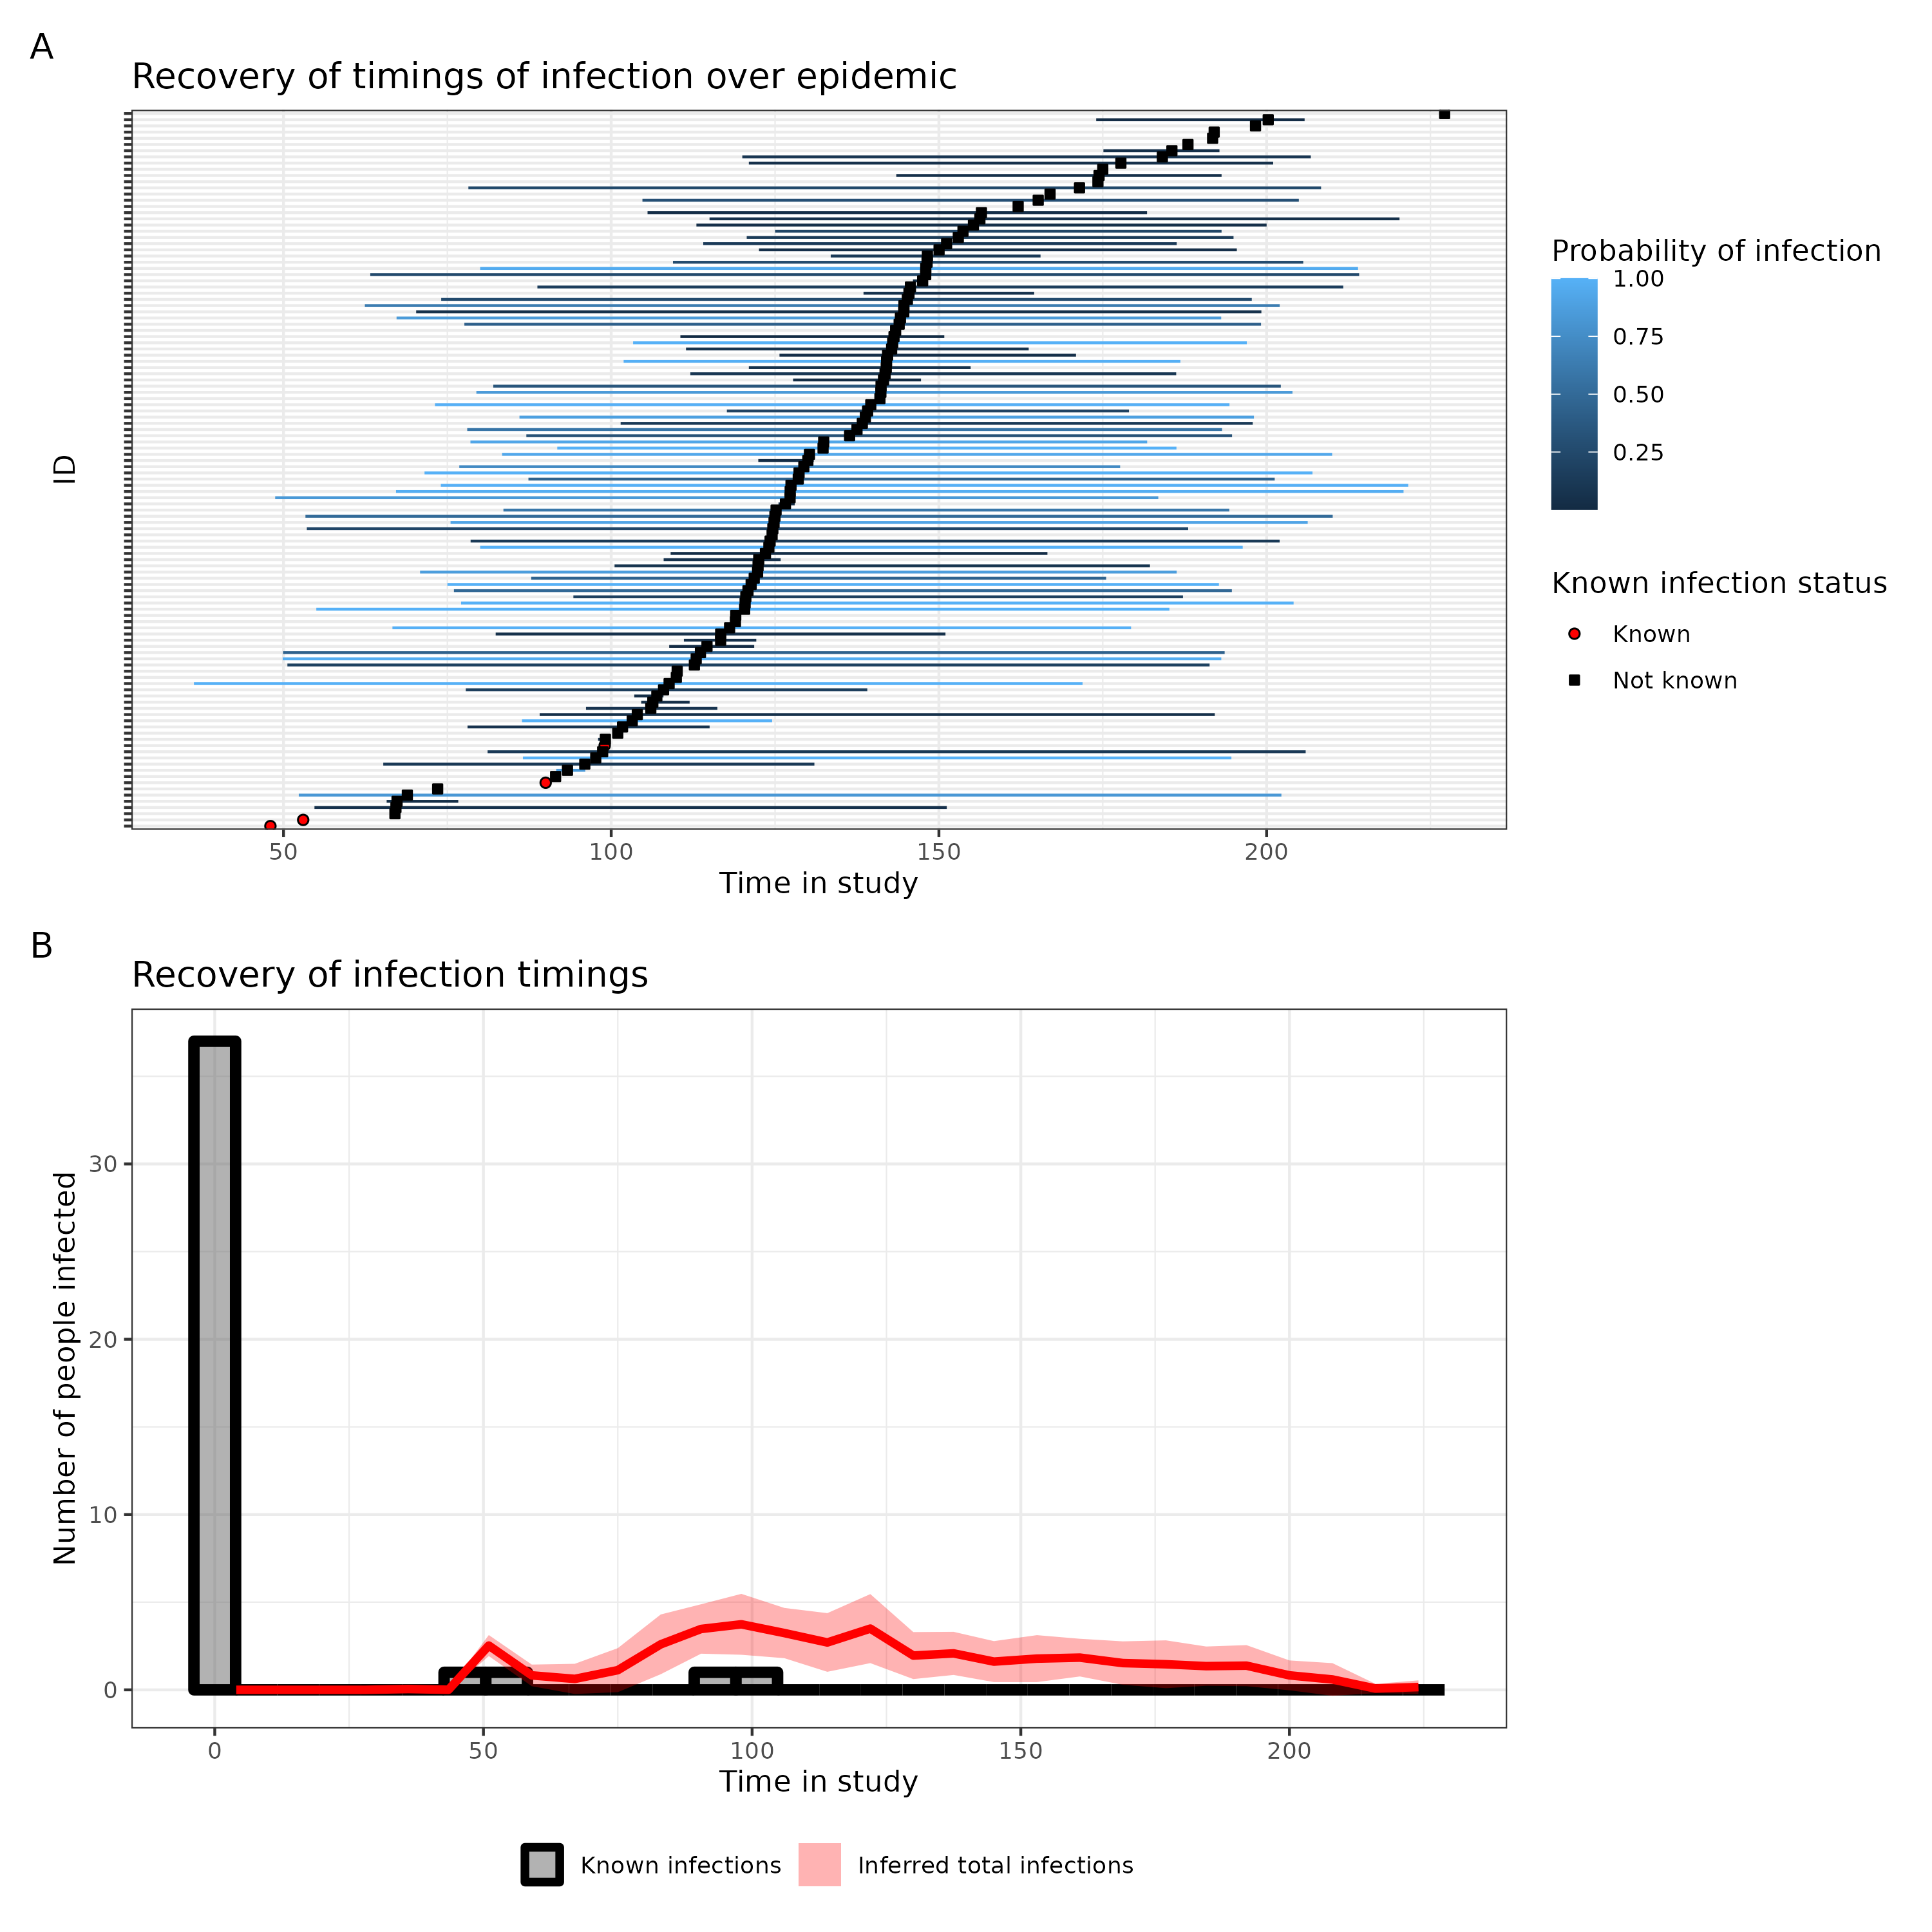 A
Recovery of timings of infection over epidemic
ID
50 100 150 200
Time in study
Probability of infection
1.00
0.75
0.50
0.25
Known infection status
Known
Not known
B
Recovery of infection timings
Number of people infected
30
20
10
0
0 50 100 150 200
Time in study
Known infections Inferred total infections